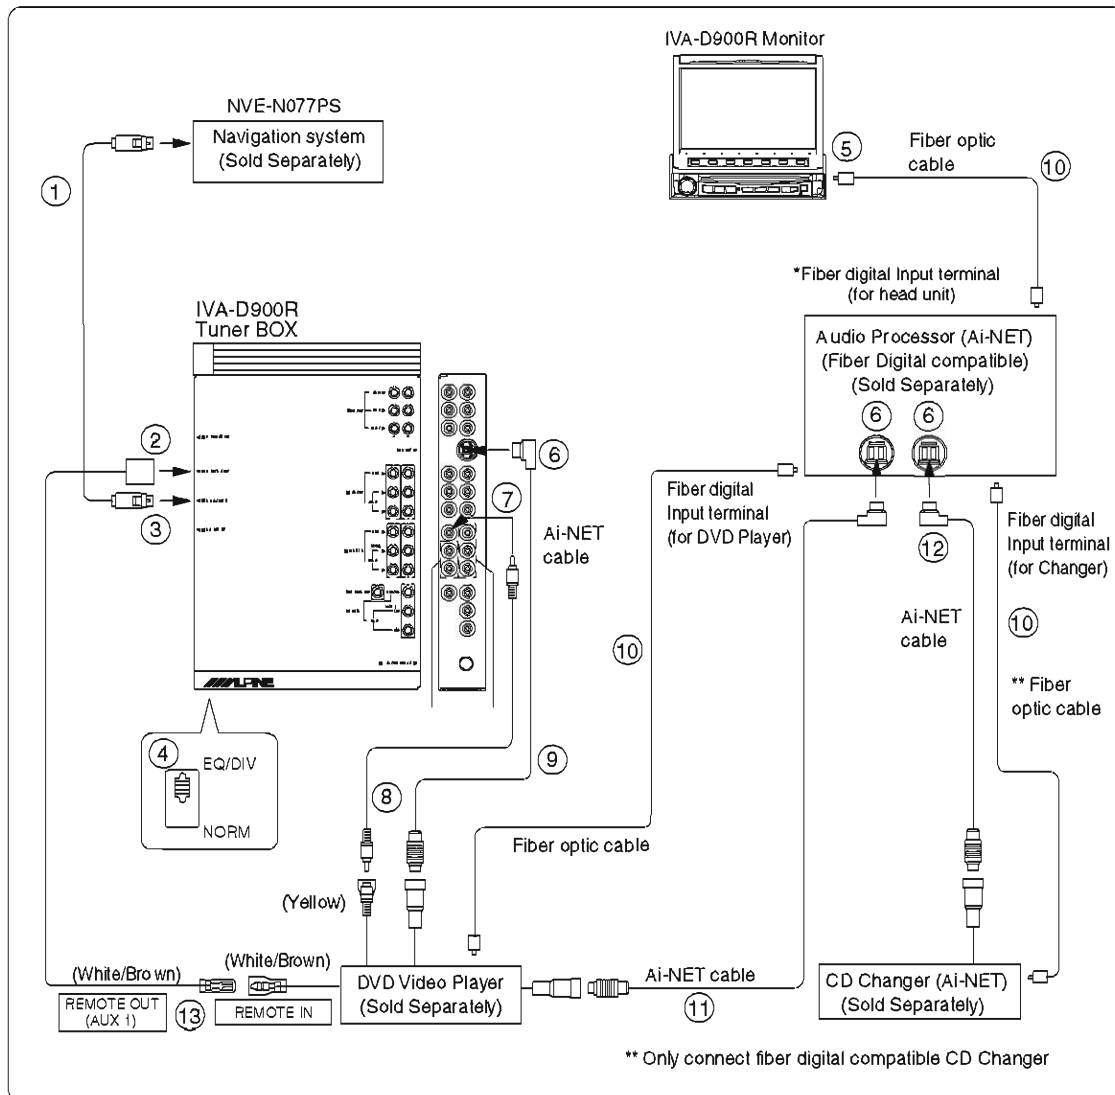 IVA-D900R Monitor
NVE-N077PS
Navigation system
(Sold Separately)
5
Fiber optic
cable
10
1
*Fiber digital Input terminal
(for head unit)
IVA-D900R
Tuner BOX
Audio Processor (Ai-NET)
(Fiber Digital compatible)
(Sold Separately)
6
6
2
3
6
7
Ai-NET
cable
Fiber digital
Input terminal
(for DVD Player)
12
Fiber digital
Input terminal
(for Changer)
Ai-NET
cable
10
10
** Fiber
optic cable
ALPINE
4
EQ/DIV
NORM
9
8
Fiber optic cable
(Yellow)
(White/Brown)
(White/Brown)
REMOTE OUT
(AUX 1)
13
REMOTE IN
DVD Video Player
(Sold Separately)
Ai-NET cable
11
CD Changer (Ai-NET)
(Sold Separately)
** Only connect fiber digital compatible CD Changer